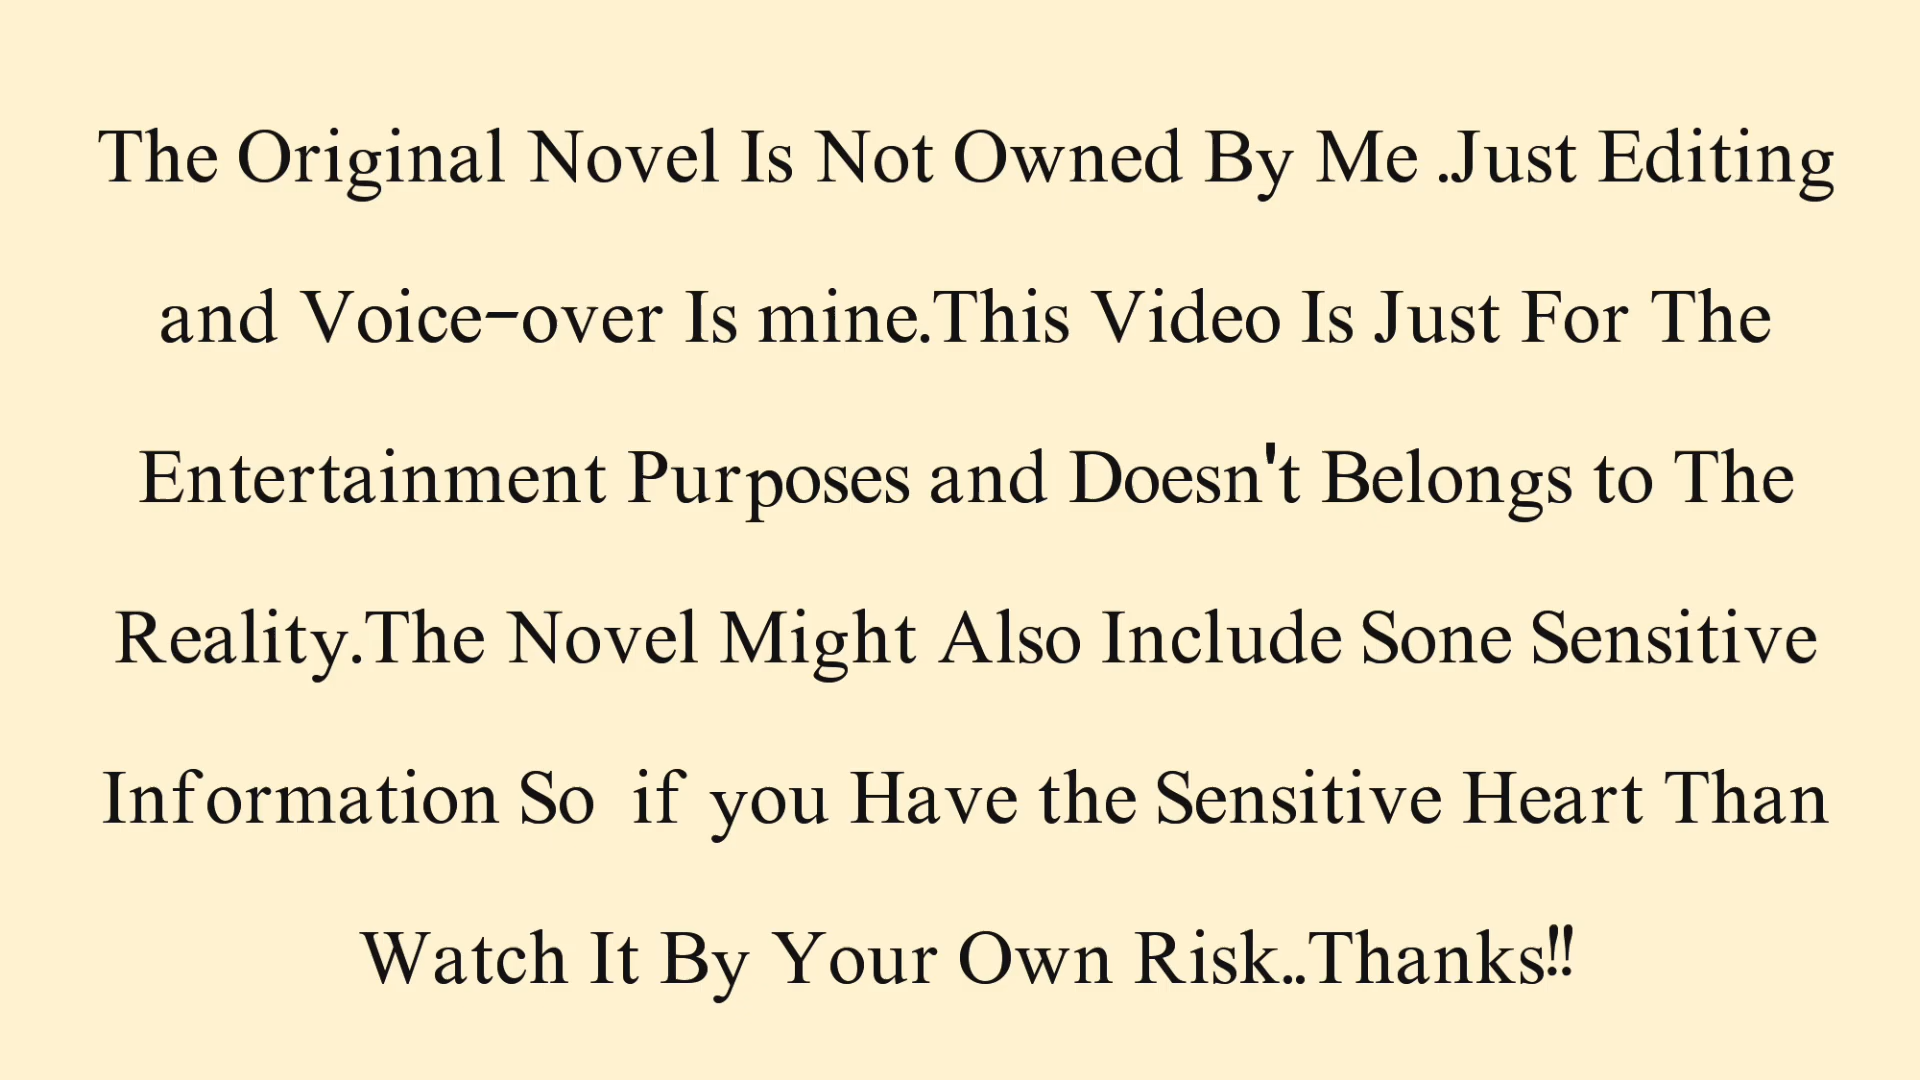 The Original Novel Is Not Owned By Me .Just Editing
and Voice-over Is mine.This Video Is Just For The
Entertainment Purposes and Doesn't Belongs to The
Reality.The Novel Might Also Include Sone Sensitive
Information So if you Have the Sensitive Heart Than
Watch It By Your Own Risk..Thanks!!